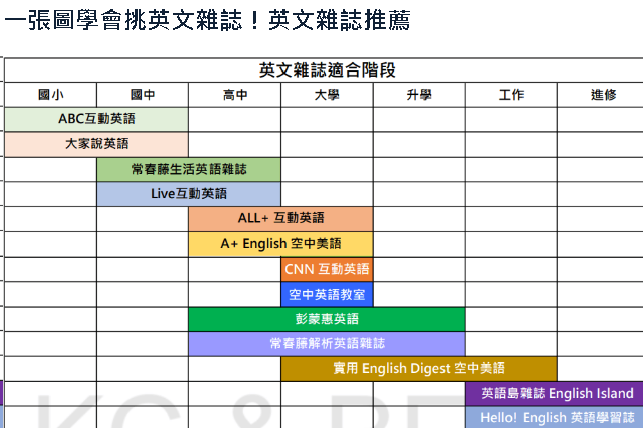 一張圖學會挑英文雜誌！英文雜誌推薦
英文雜誌適合階段
國小 國中 高中 大學 升學 工作 進修
ABC互動英語
大家說英語
常春藤生活英語雜誌
Live互動英語
ALL+ 互動英語
A+ English 空中美語
CNN 互動英語
空中英語教室
彭蒙惠英語
常春藤解析英語雜誌
實用 English Digest 空中美語
英語島雜誌 English Island
Hello! English 英語學習誌